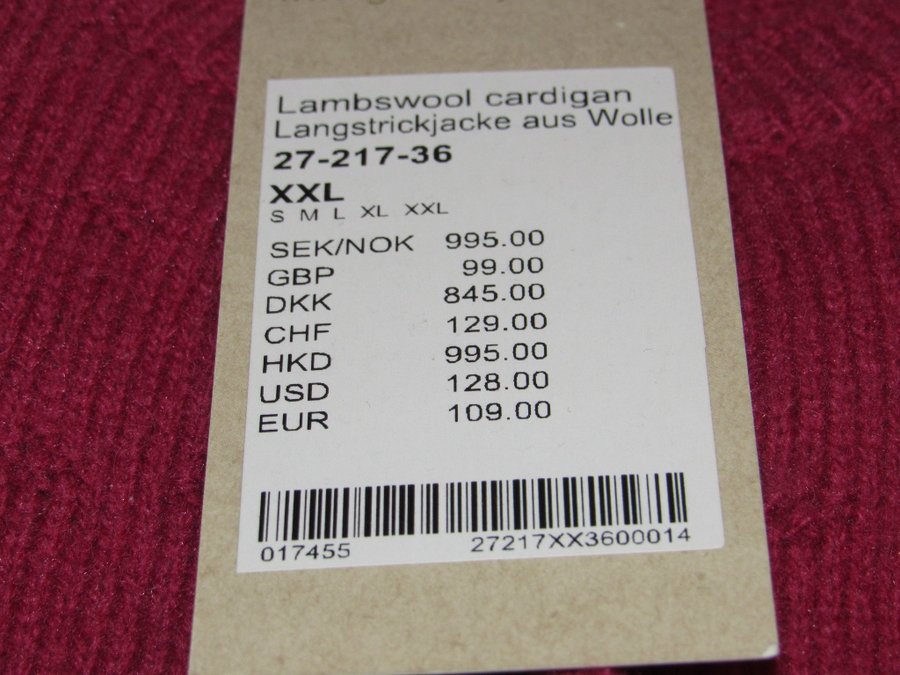 Lambswool cardigan
Langstrickjacke aus Wolle
27-217-36
XXL
S M L XL XXL
SEK/NOK 995.00
GBP 99.00
DKK 845.00
CHF 129.00
HKD 995.00
USD 128.00
EUR 109.00
017455 27217XX3600014